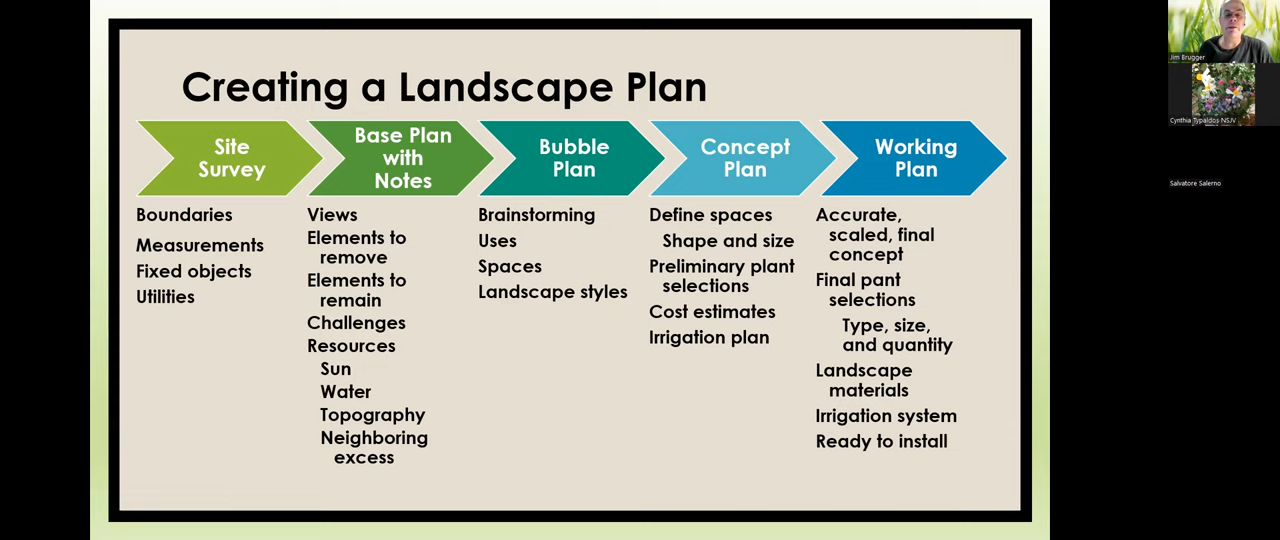 Creating a Landscape Plan
Site
Survey
Boundaries
Measurements
Fixed objects
Utilities
Base Plan
with
Notes
Views
Elements to
remove
Elements to
remain
Challenges
Resources
Sun
Water
Topography
Neighboring
excess
Bubble
Plan
Brainstorming
Uses
Spaces
Landscape styles
Concept
Plan
Define spaces
Shape and size
Preliminary plant
selections
Cost estimates
Irrigation plan
Working
Plan
Accurate,
scaled, final
concept
Final pant
selections
Type, size,
and quantity
Landscape
materials
Irrigation system
Ready to install
Jim Brugger
Cynthia Typaldos NSJV
Salvatore Salerno